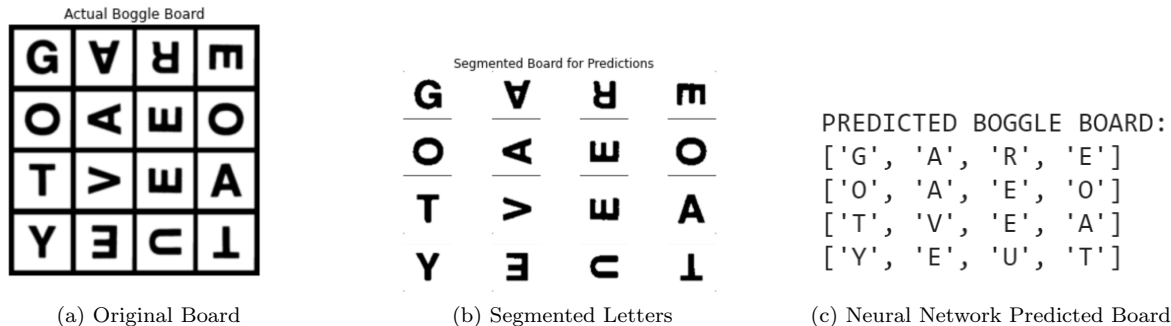 Actual Boggle Board
G A R E
O A E O
T V E A
Y E U T
Segmented Board for Predictions
G A R E
O A E O
T V E A
Y E U T
PREDICTED BOGGLE BOARD:
['G', 'A', 'R', 'E']
['O', 'A', 'E', 'O']
['T', 'V', 'E', 'A']
['Y', 'E', 'U', 'T']
(a) Original Board
(b) Segmented Letters
(c) Neural Network Predicted Board